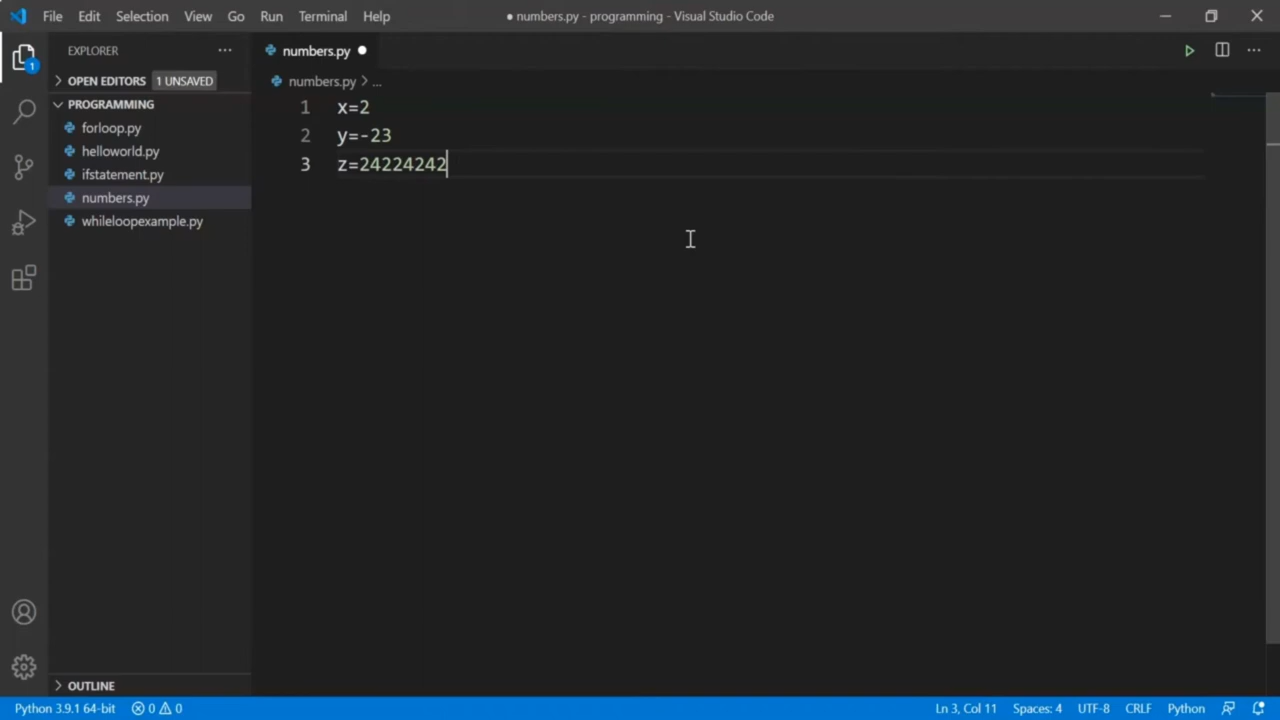 File Edit Selection View Go Run Terminal Help ● numbers.py - programming - Visual Studio Code
EXPLORER ···
numbers.py ●
1
OPEN EDITORS 1 UNSAVED
numbers.py > ...
PROGRAMMING
forloop.py
helloworld.py
ifstatement.py
numbers.py
whileloopexample.py
1 x=2
2 y=-23
3 z=24224242
OUTLINE
Python 3.9.1 64-bit 0 0 Ln 3, Col 11 Spaces: 4 UTF-8 CRLF Python